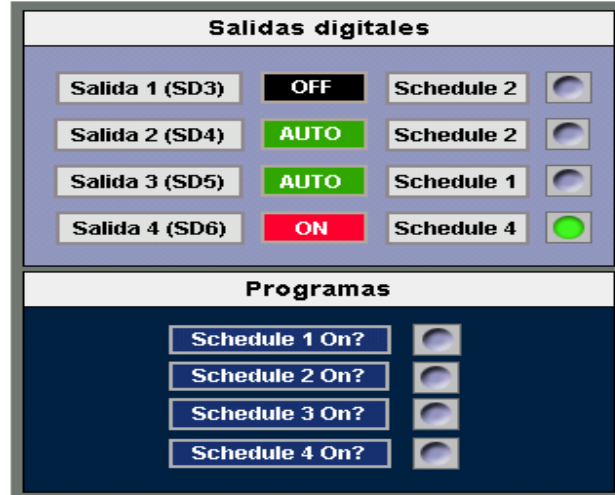 Salidas digitales
Salida 1 (SD3) OFF Schedule 2
Salida 2 (SD4) AUTO Schedule 2
Salida 3 (SD5) AUTO Schedule 1
Salida 4 (SD6) ON Schedule 4
Programas
Schedule 1 On?
Schedule 2 On?
Schedule 3 On?
Schedule 4 On?